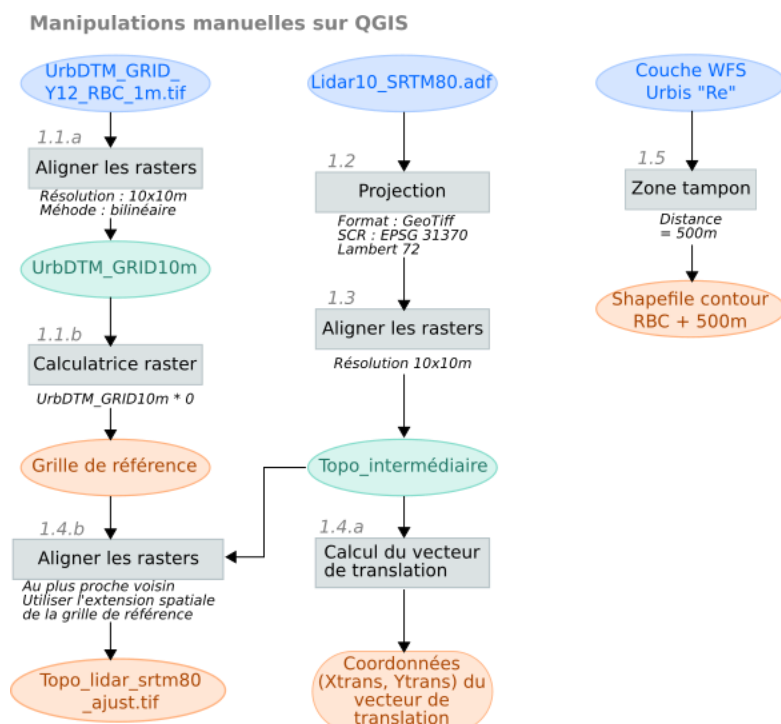 Manipulations manuelles sur QGIS
UrbDTM_GRID_
Y12_RBC_1m.tif
1.1.a
Aligner les rasters
Résolution : 10x10m
Méthode : bilinéaire
UrbDTM_GRID10m
1.1.b
Calculatrice raster
UrbDTM_GRID10m * 0
Grille de référence
1.4.b
Aligner les rasters
Au plus proche voisin
Utiliser l'extension spatiale
de la grille de référence
Topo_lidar_srtm80
_ajust.tif
Lidar10_SRTM80.adf
1.2
Projection
Format : GeoTiff
SCR : EPSG 31370
Lambert 72
1.3
Aligner les rasters
Résolution 10x10m
Topo_intermédiaire
1.4.a
Calcul du vecteur
de translation
Coordonnées
(Xtrans, Ytrans) du
vecteur de
translation
Couche WFS
Urbis "Re"
1.5
Zone tampon
Distance
= 500m
Shapefile contour
RBC + 500m